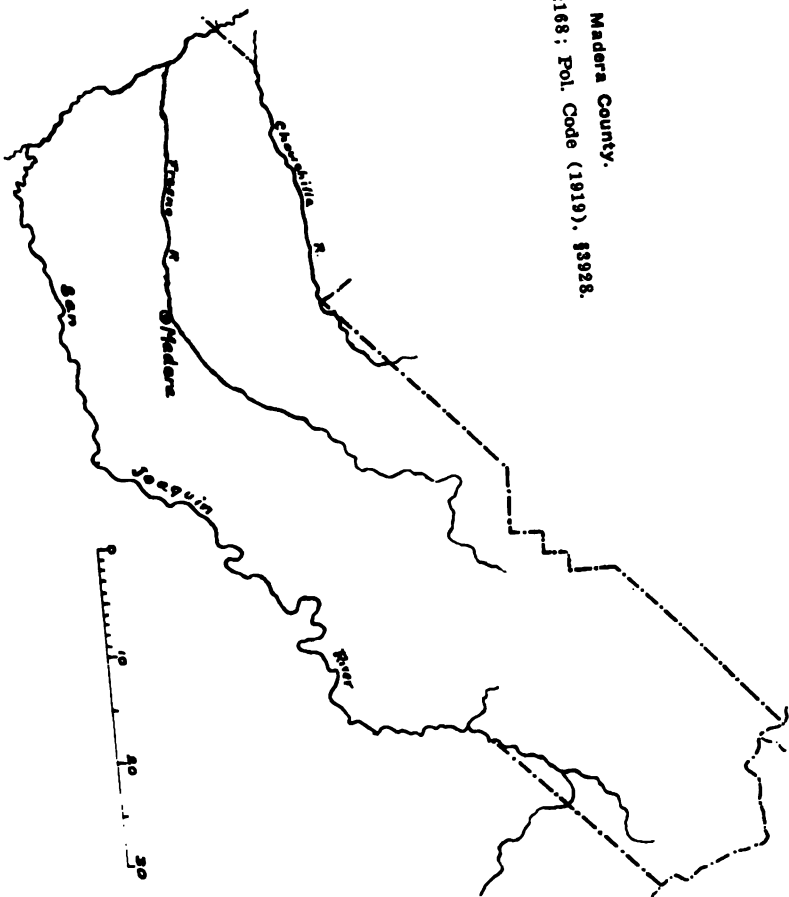 Madera County.
:168; Pol. Code (1919), §3928.
Chowchilla R.
Fresno R
Madera
San
Joaquin
River
0
10
20
30